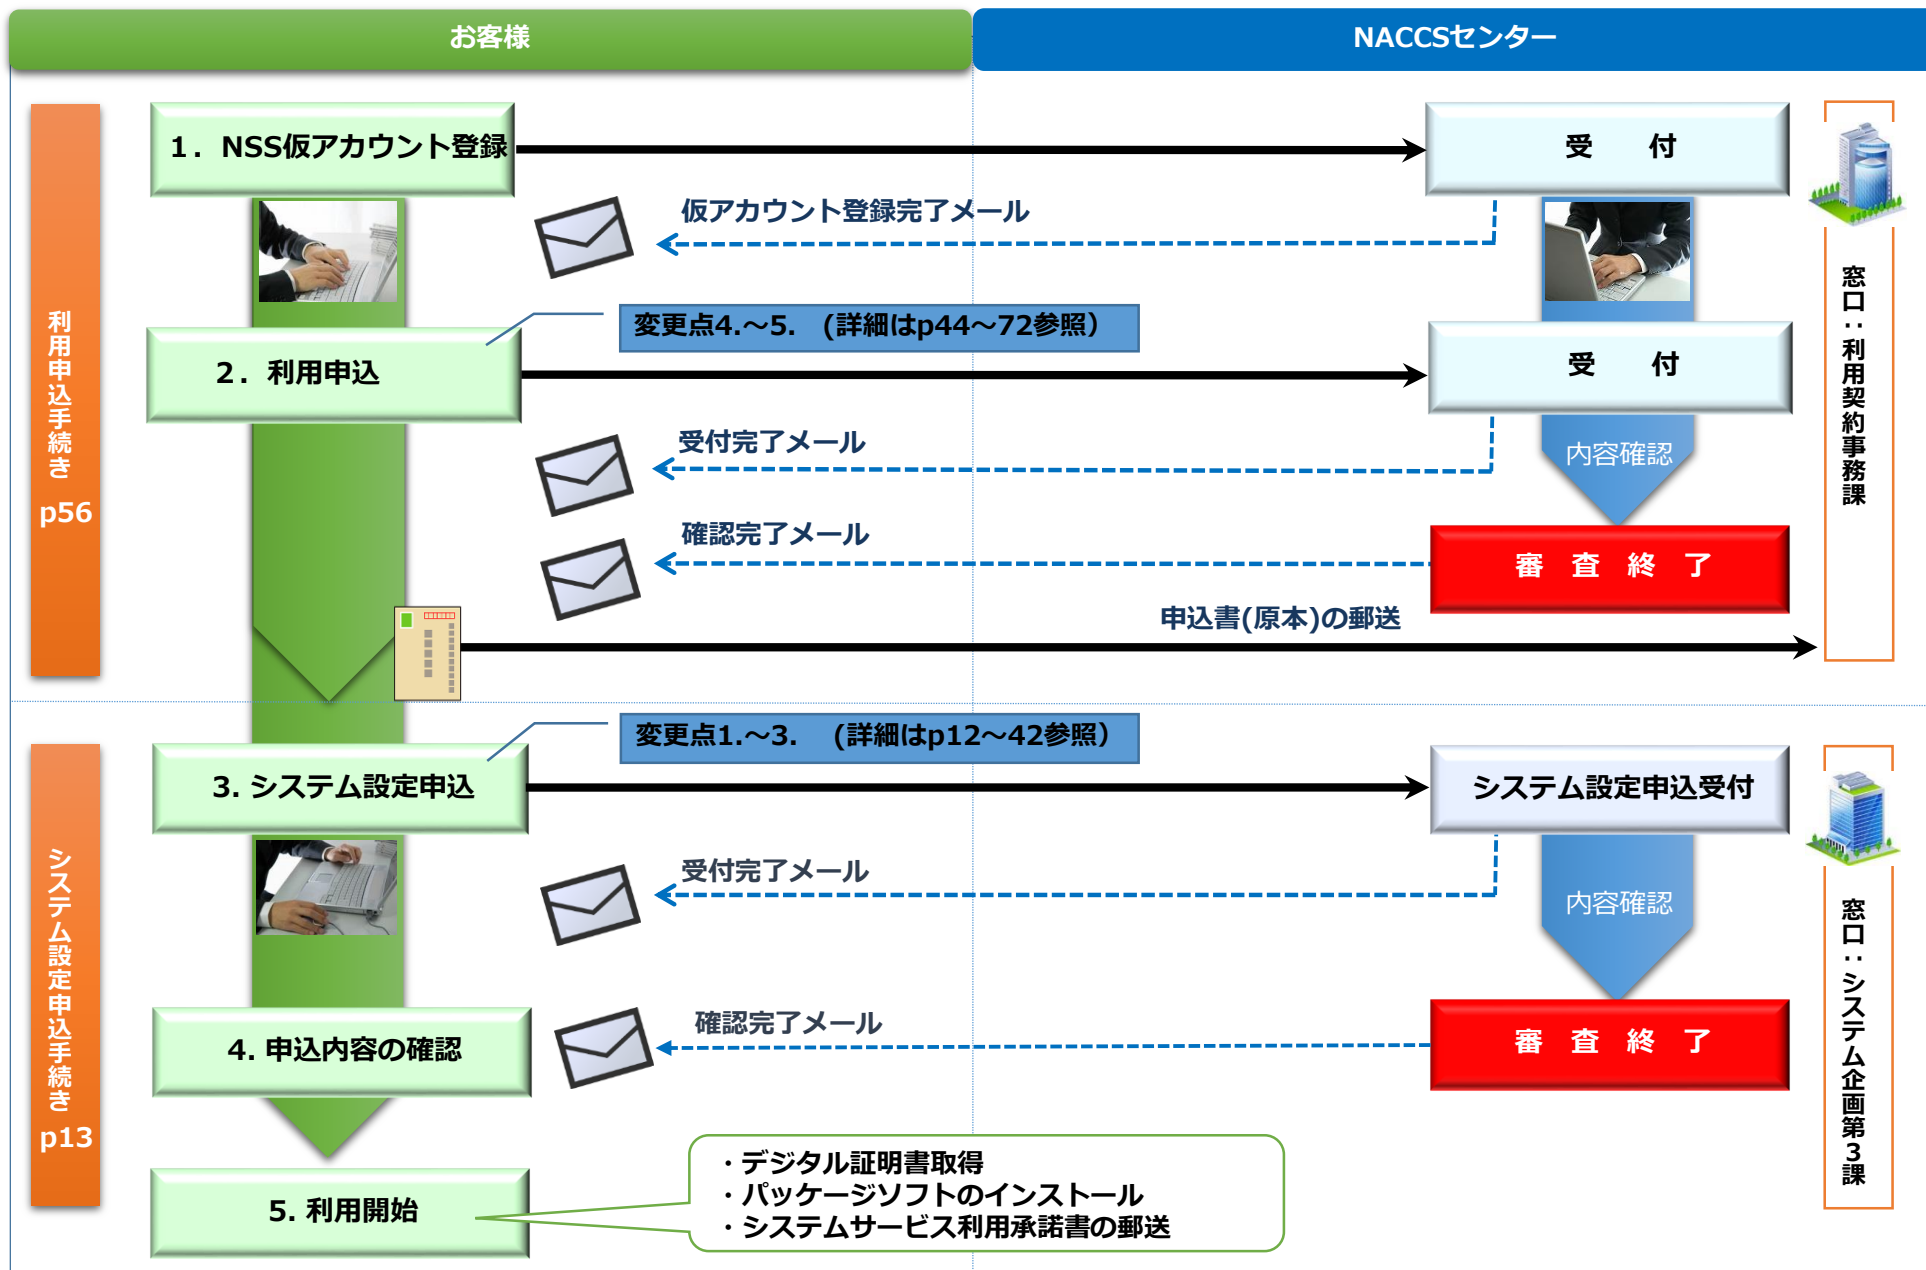 お客様
NACCSセンター
利用申込手続き
p56
1．NSS仮アカウント登録
受　付
仮アカウント登録完了メール
変更点4.～5.　(詳細はp44～72参照）
2．利用申込
受　付
受付完了メール
内容確認
確認完了メール
審 査 終 了
申込書(原本)の郵送
窓口：利用契約事務課
システム設定申込手続き
p13
変更点1.～3.　(詳細はp12～42参照）
3. システム設定申込
システム設定申込受付
受付完了メール
内容確認
4. 申込内容の確認
確認完了メール
審 査 終 了
5. 利用開始
・デジタル証明書取得
・パッケージソフトのインストール
・システムサービス利用承諾書の郵送
窓口：システム企画第3課